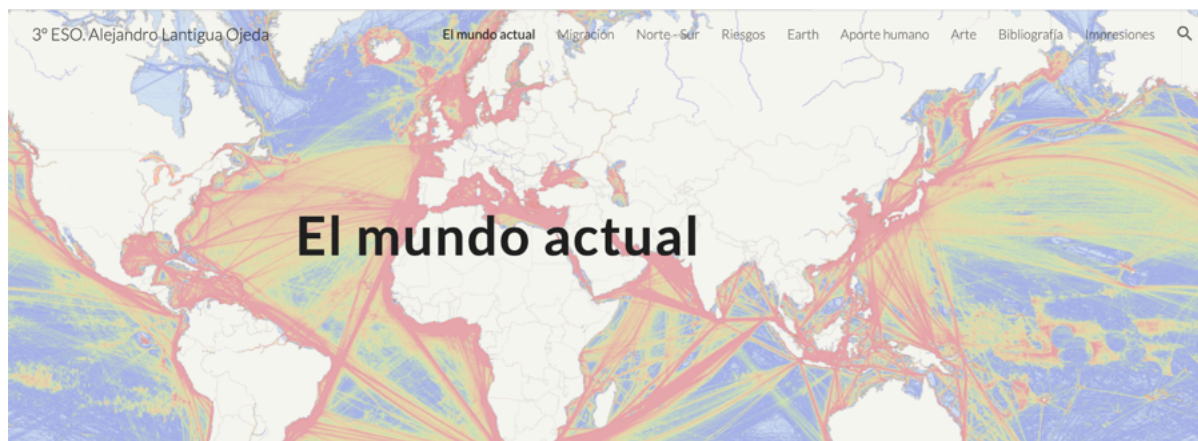 3º ESO. Alejandro Lantigua Ojeda
El mundo actual Migración Norte - Sur Riesgos Earth Aporte humano Arte Bibliografía Impresiones
El mundo actual